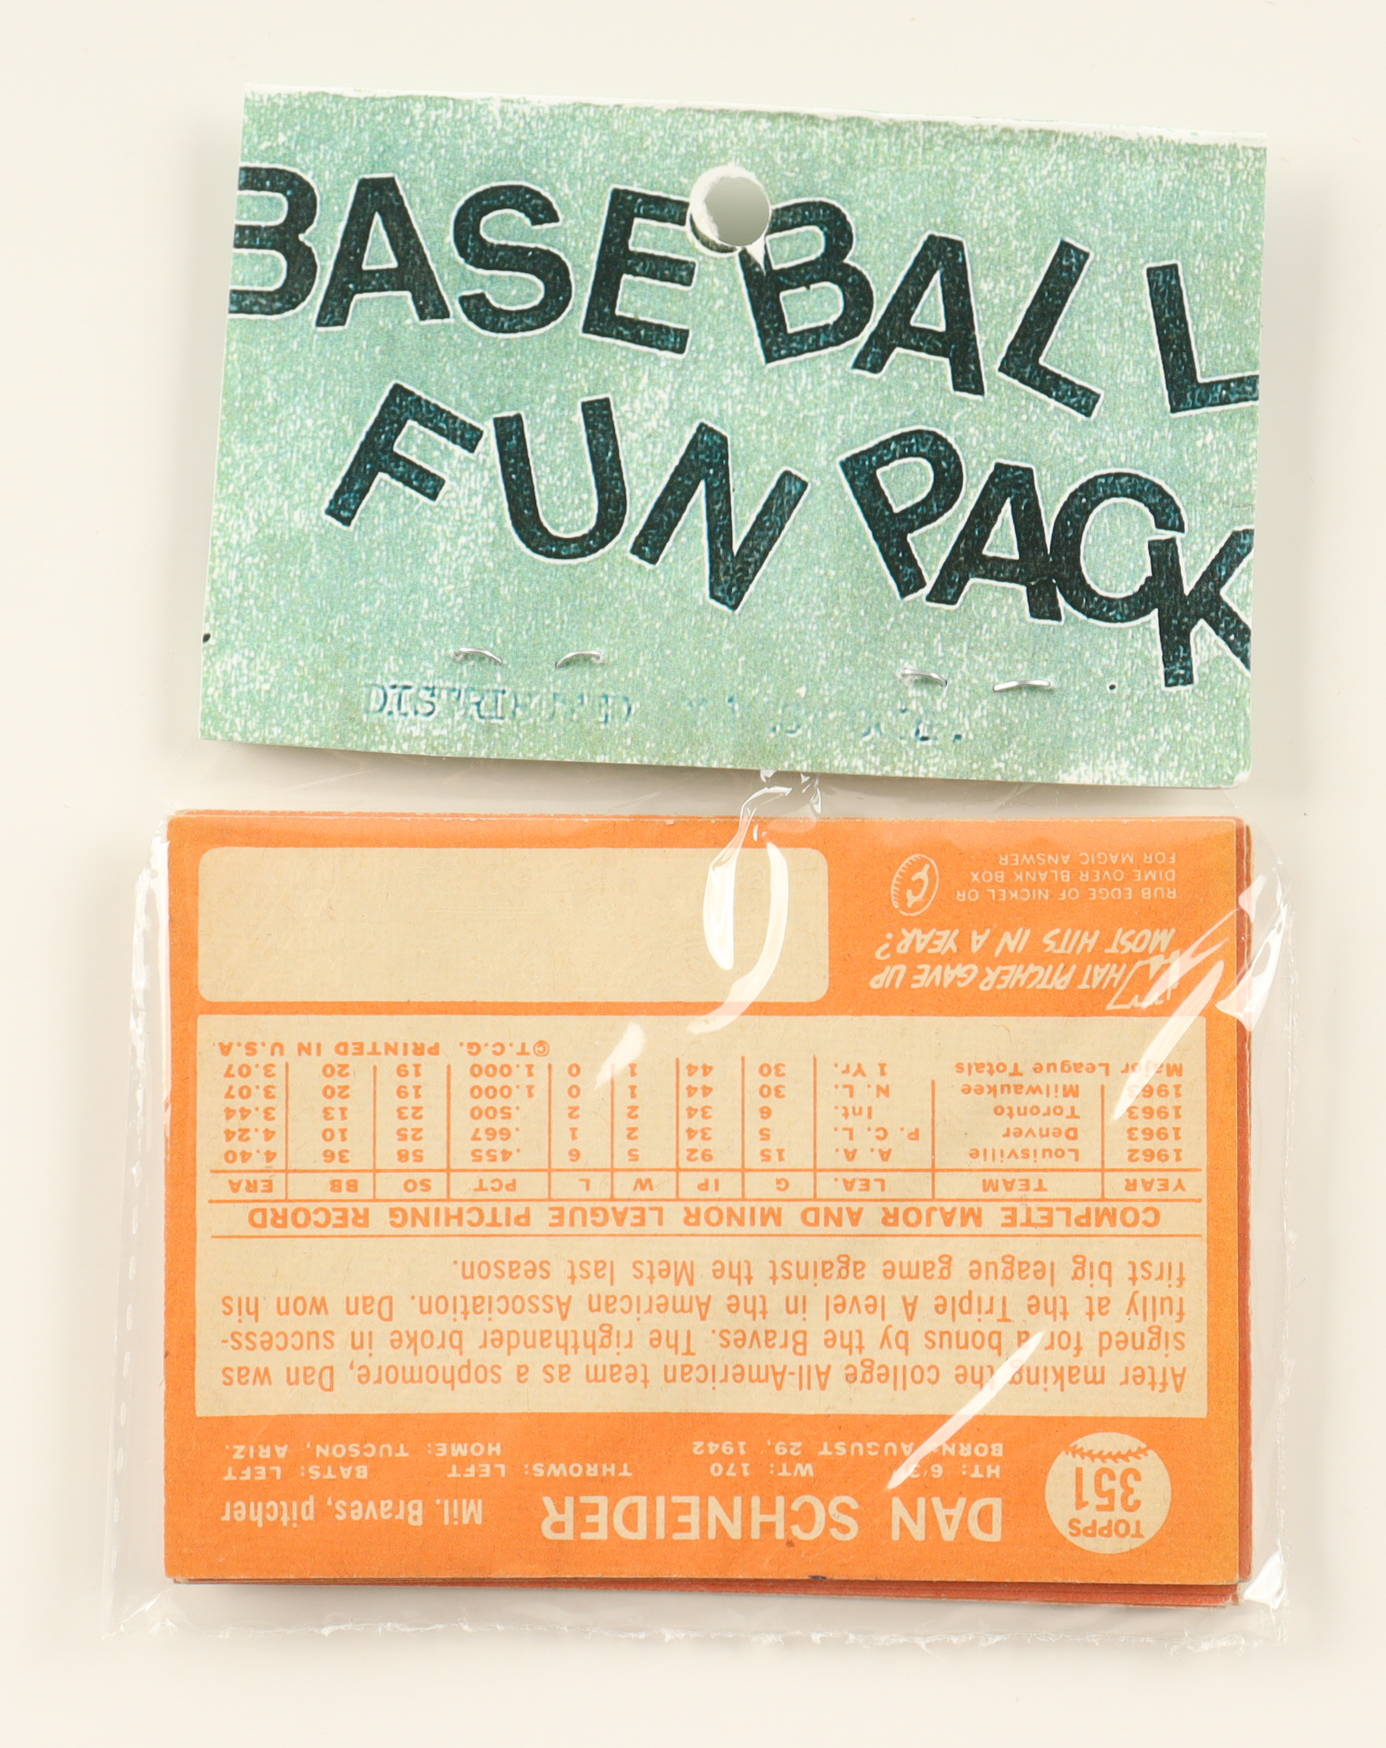 BASEBALL L
FUN PACK
DISTRIBUTED
TOPPS
351
DAN SCHNEIDER Mil. Braves, pitcher
HT: 6'3 WT: 170 THROWS: LEFT BATS: LEFT
BORN: AUGUST 29, 1942 HOME: TUCSON, ARIZ.
After making the college All-American team as a sophomore, Dan was
signed for a bonus by the Braves. The righthander broke in success-
fully at the Triple A level in the American Association. Dan won his
first big league game against the Mets last season.
COMPLETE MAJOR AND MINOR LEAGUE PITCHING RECORD
YEAR TEAM LEA. G IP W L PCT SO BB ERA
1962 Louisville A. A. 15 92 5 6 .455 58 36 4.40
1963 Denver P. C. L. 5 34 2 1 .667 25 10 4.24
1963 Toronto Int. 6 34 2 2 .500 23 13 3.44
1963 Milwaukee N. L. 30 44 1 0 1.000 19 20 3.07
Major League Totals 1 Yr. 30 44 1 0 1.000 19 20 3.07
©T.C.G. PRINTED IN U.S.A.
WHAT PITCHER GAVE UP
MOST HITS IN A YEAR?
RUB EDGE OF NICKEL OR
DIME OVER BLANK BOX
FOR MAGIC ANSWER